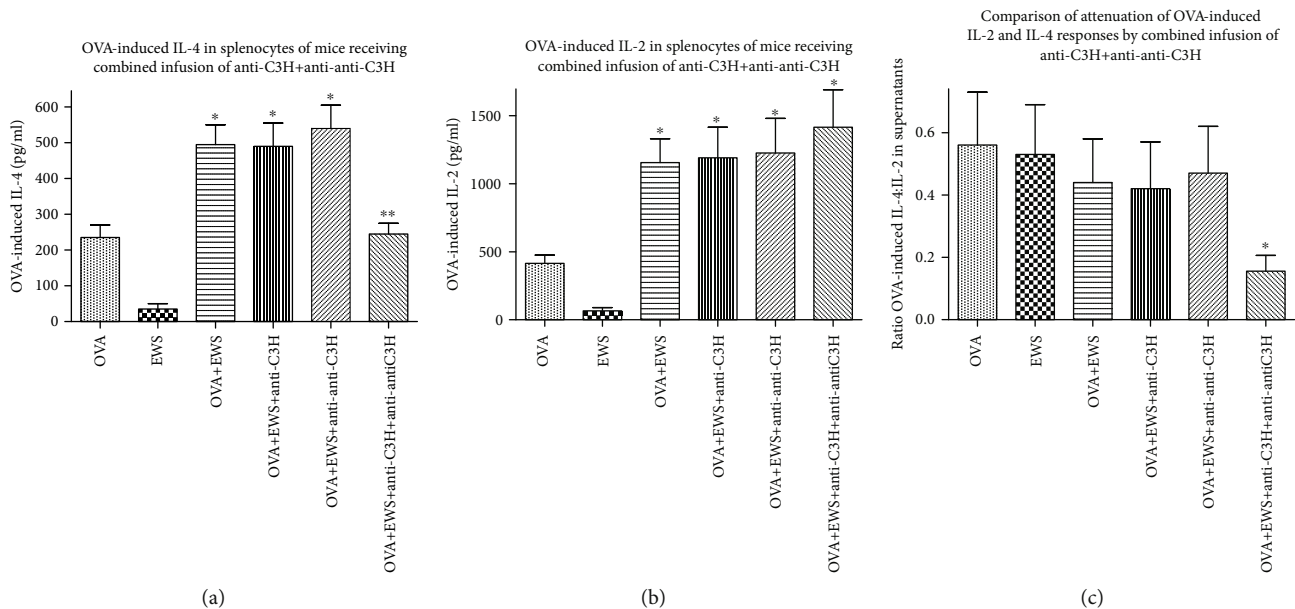 OVA-induced IL-4 in splenocytes of mice receiving
combined infusion of anti-C3H+anti-anti-C3H
OVA-induced IL-4 (pg/ml)
600
500
400
300
200
100
0
*
*
*
**
OVA
EWS
OVA+EWS
OVA+EWS+anti-C3H
OVA+EWS+anti-anti-C3H
OVA+EWS+anti-C3H+anti-antiC3H
(a)
OVA-induced IL-2 in splenocytes of mice receiving
combined infusion of anti-C3H+anti-anti-C3H
OVA-induced IL-2 (pg/ml)
1500
1000
500
0
*
*
*
*
OVA
EWS
OVA+EWS
OVA+EWS+anti-C3H
OVA+EWS+anti-anti-C3H
OVA+EWS+anti-C3H+anti-antiC3H
(b)
Comparison of attenuation of OVA-induced
IL-2 and IL-4 responses by combined infusion of
anti-C3H+anti-anti-C3H
Ratio OVA-induced IL-4:IL-2 in supernatants
0.6
0.4
0.2
0.0
*
OVA
EWS
OVA+EWS
OVA+EWS+anti-C3H
OVA+EWS+anti-anti-C3H
OVA+EWS+anti-C3H+anti-antiC3H
(c)